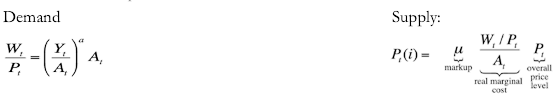 Demand
Supply:
W_t / P_t = (Y_t / A_t)^a A_t
P_t(i) = μ (W_t / P_t) / A_t P_t
markup
real marginal
cost
overall
price
level